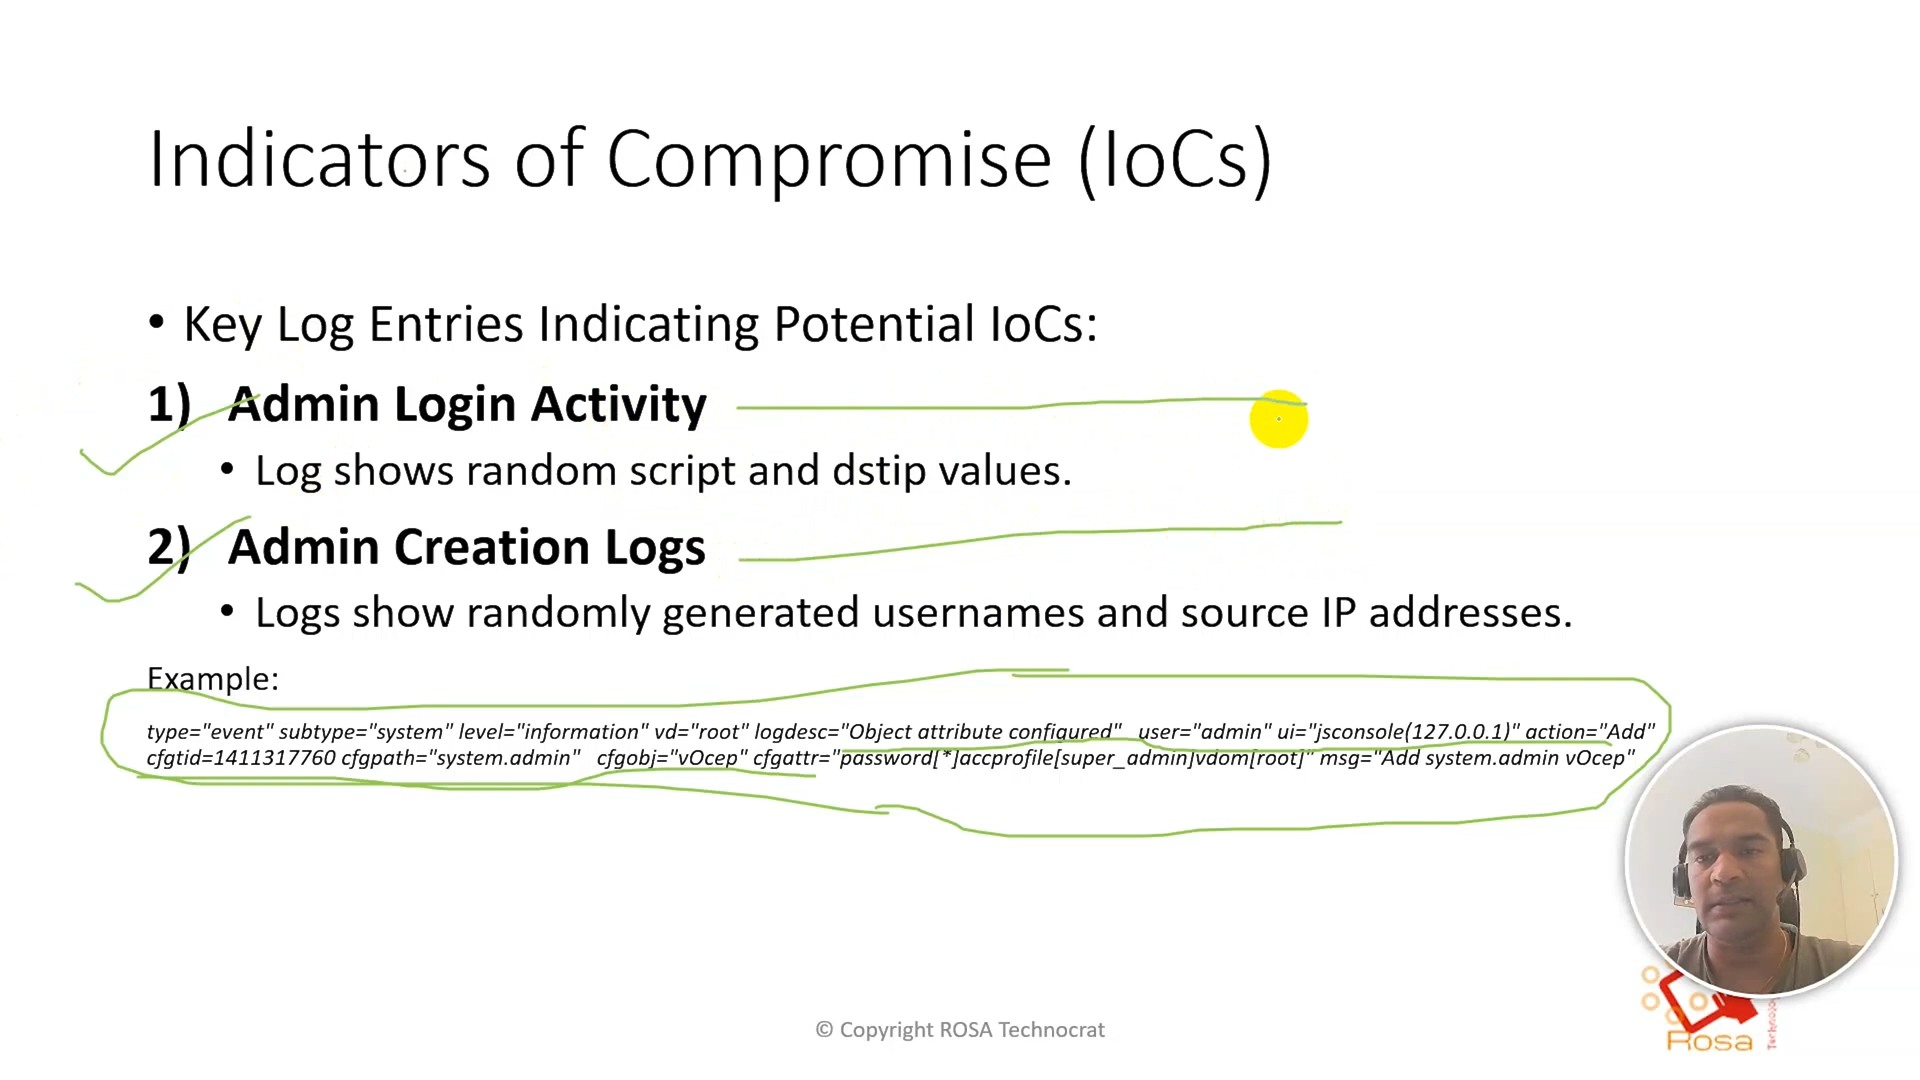 Indicators of Compromise (IoCs)
• Key Log Entries Indicating Potential IoCs:
1) Admin Login Activity
• Log shows random script and dstip values.
2) Admin Creation Logs
• Logs show randomly generated usernames and source IP addresses.
Example:
type="event" subtype="system" level="information" vd="root" logdesc="Object attribute configured" user="admin" ui="jsconsole(127.0.0.1)" action="Add"
cfgtid=1411317760 cfgpath="system.admin" cfgobj="vOcep" cfgattr="password[*]accprofile[super_admin]vdom[root]" msg="Add system.admin vOcep"
© Copyright ROSA Technocrat
Rosa